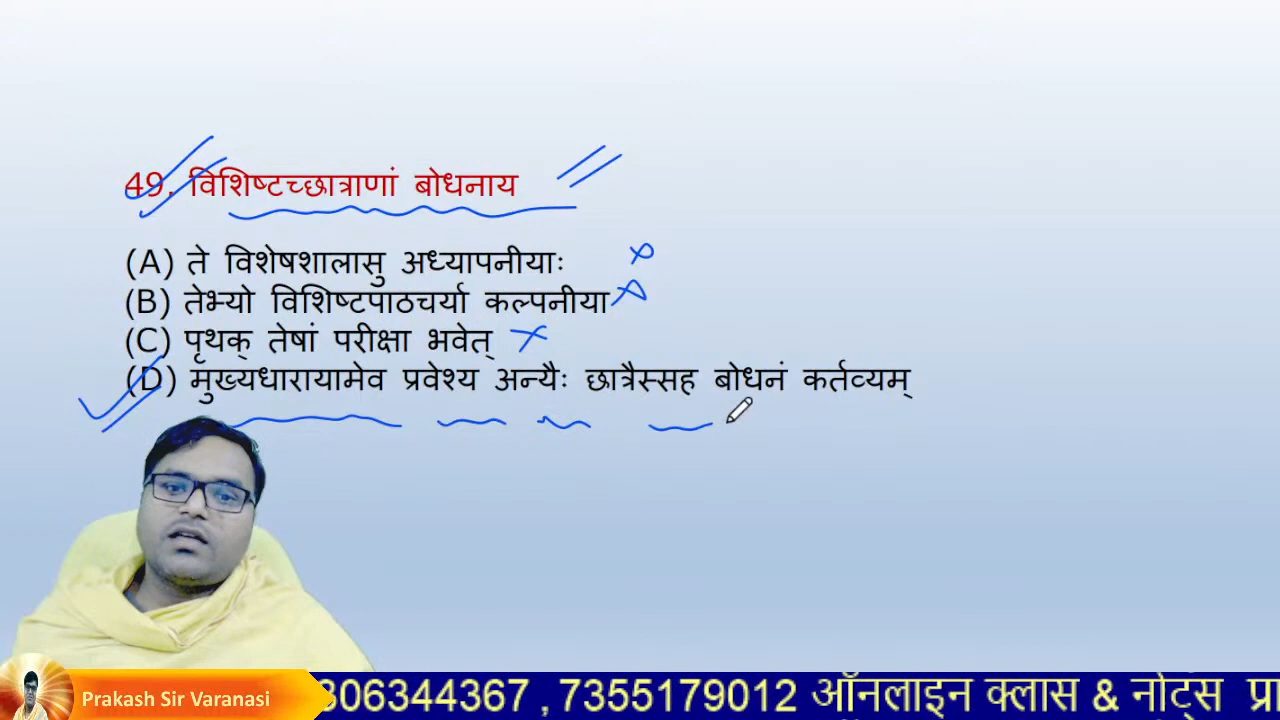 49. विशिष्टच्छात्राणां बोधनाय
(A) ते विशेषशालासु अध्यापनीयाः
(B) तेभ्यो विशिष्टपाठचर्या कल्पनीया
(C) पृथक् तेषां परीक्षा भवेत्
(D) मुख्यधारायामेव प्रवेश्य अन्यैः छात्रैस्सह बोधनं कर्तव्यम्
Prakash Sir Varanasi
306344367 , 7355179012 ऑनलाइन क्लास & नोट्स प्रा